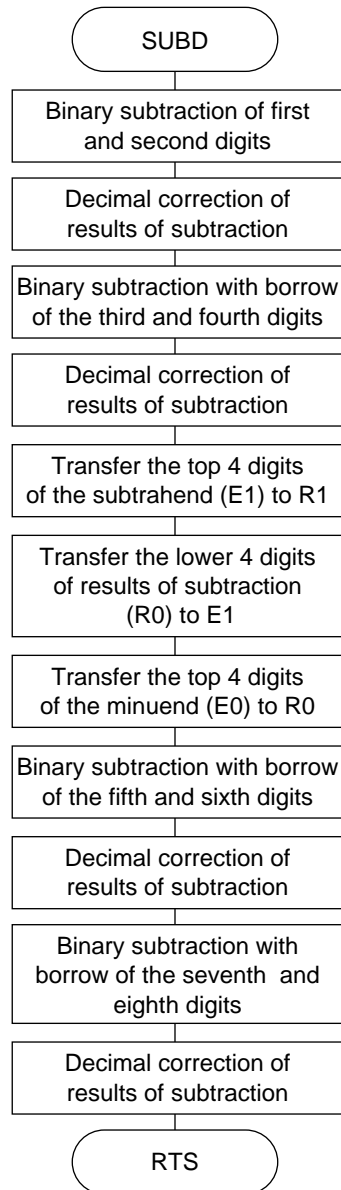 SUBD
Binary subtraction of first
and second digits
Decimal correction of
results of subtraction
Binary subtraction with borrow
of the third and fourth digits
Decimal correction of
results of subtraction
Transfer the top 4 digits
of the subtrahend (E1) to R1
Transfer the lower 4 digits
of results of subtraction
(R0) to E1
Transfer the top 4 digits
of the minuend (E0) to R0
Binary subtraction with borrow
of the fifth and sixth digits
Decimal correction of
results of subtraction
Binary subtraction with
borrow of the seventh  and
eighth digits
Decimal correction of
results of subtraction
RTS